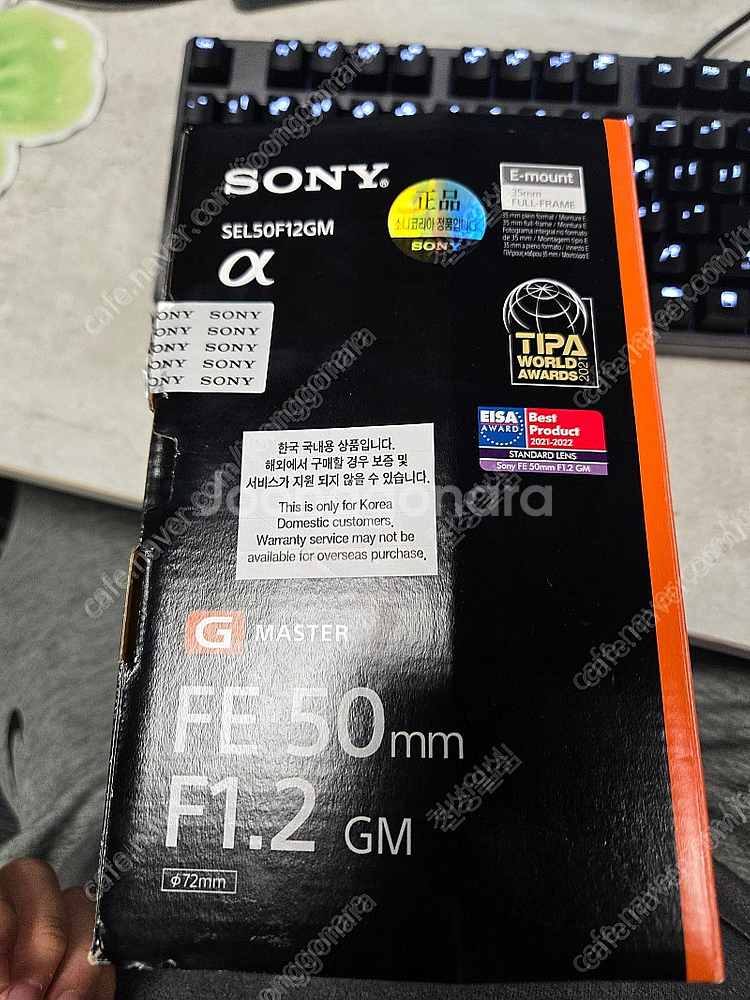 SONY
SEL50F12GM
α
正品
소니코리아 정품입니다
SONY
E-mount
35mm
FULL-FRAME
SONY SONY
SONY SONY
SONY SONY
SONY SONY
SONY SONY
TIPA
WORLD
AWARDS 2021
EISA
AWARD
Best
Product
2021-2022
STANDARD LENS
Sony FE 50mm F1.2 GM
한국 국내용 상품입니다.
해외에서 구매할 경우 보증 및
서비스가 지원 되지 않을 수 있습니다.
This is only for Korea
Domestic customers.
Warranty service may not be
available for overseas purchase.
G MASTER
FE 50mm
F1.2 GM
φ72mm
Joonggonara
cafe.naver.com/joonggonara